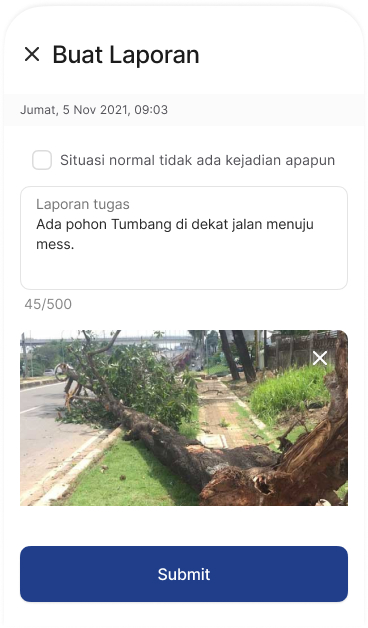 Buat Laporan
Jumat, 5 Nov 2021, 09:03
Situasi normal tidak ada kejadian apapun
Laporan tugas
Ada pohon Tumbang di dekat jalan menuju
mess.
45/500
Submit